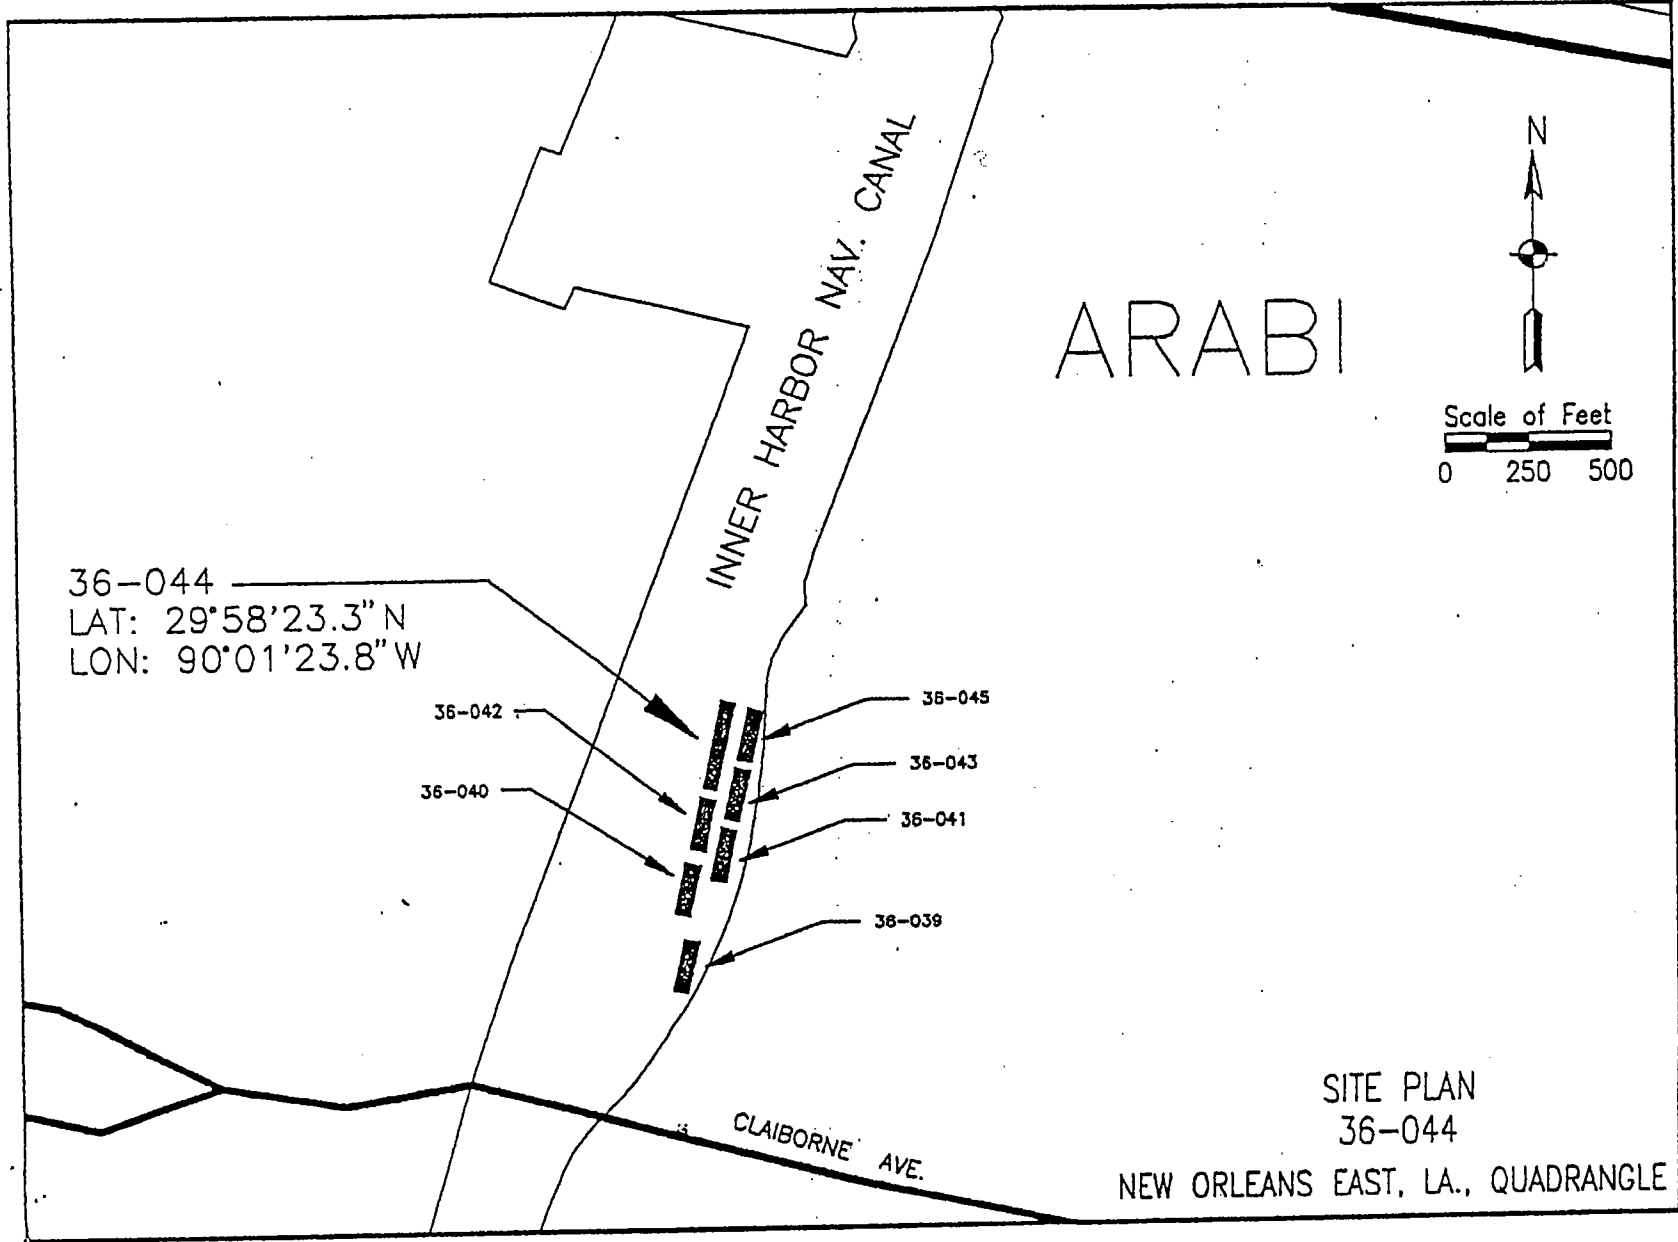 N
INNER HARBOR NAV. CANAL
ARABI
Scale of Feet
0 250 500
36-044
LAT: 29°58'23.3"N
LON: 90°01'23.8"W
36-042
36-045
36-040
36-043
36-041
36-039
CLAIBORNE AVE.
SITE PLAN
36-044
NEW ORLEANS EAST, LA., QUADRANGLE